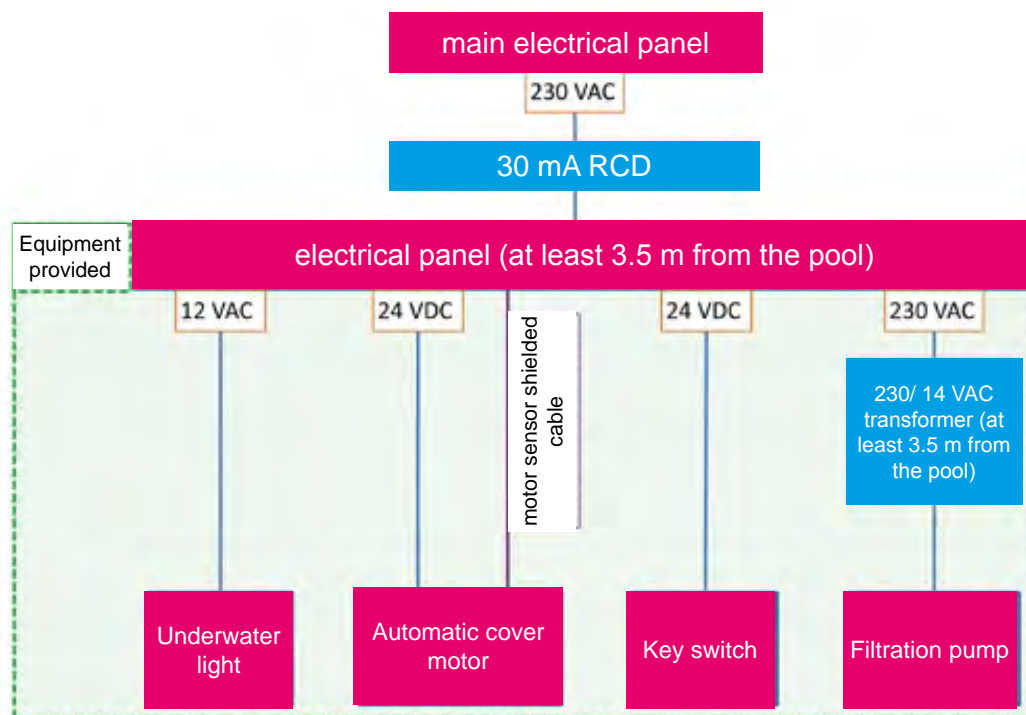 main electrical panel
230 VAC
30 mA RCD
Equipment
provided
electrical panel (at least 3.5 m from the pool)
12 VAC
24 VDC
motor sensor shielded
cable
24 VDC
230 VAC
230/ 14 VAC
transformer (at
least 3.5 m from
the pool)
Underwater
light
Automatic cover
motor
Key switch
Filtration pump